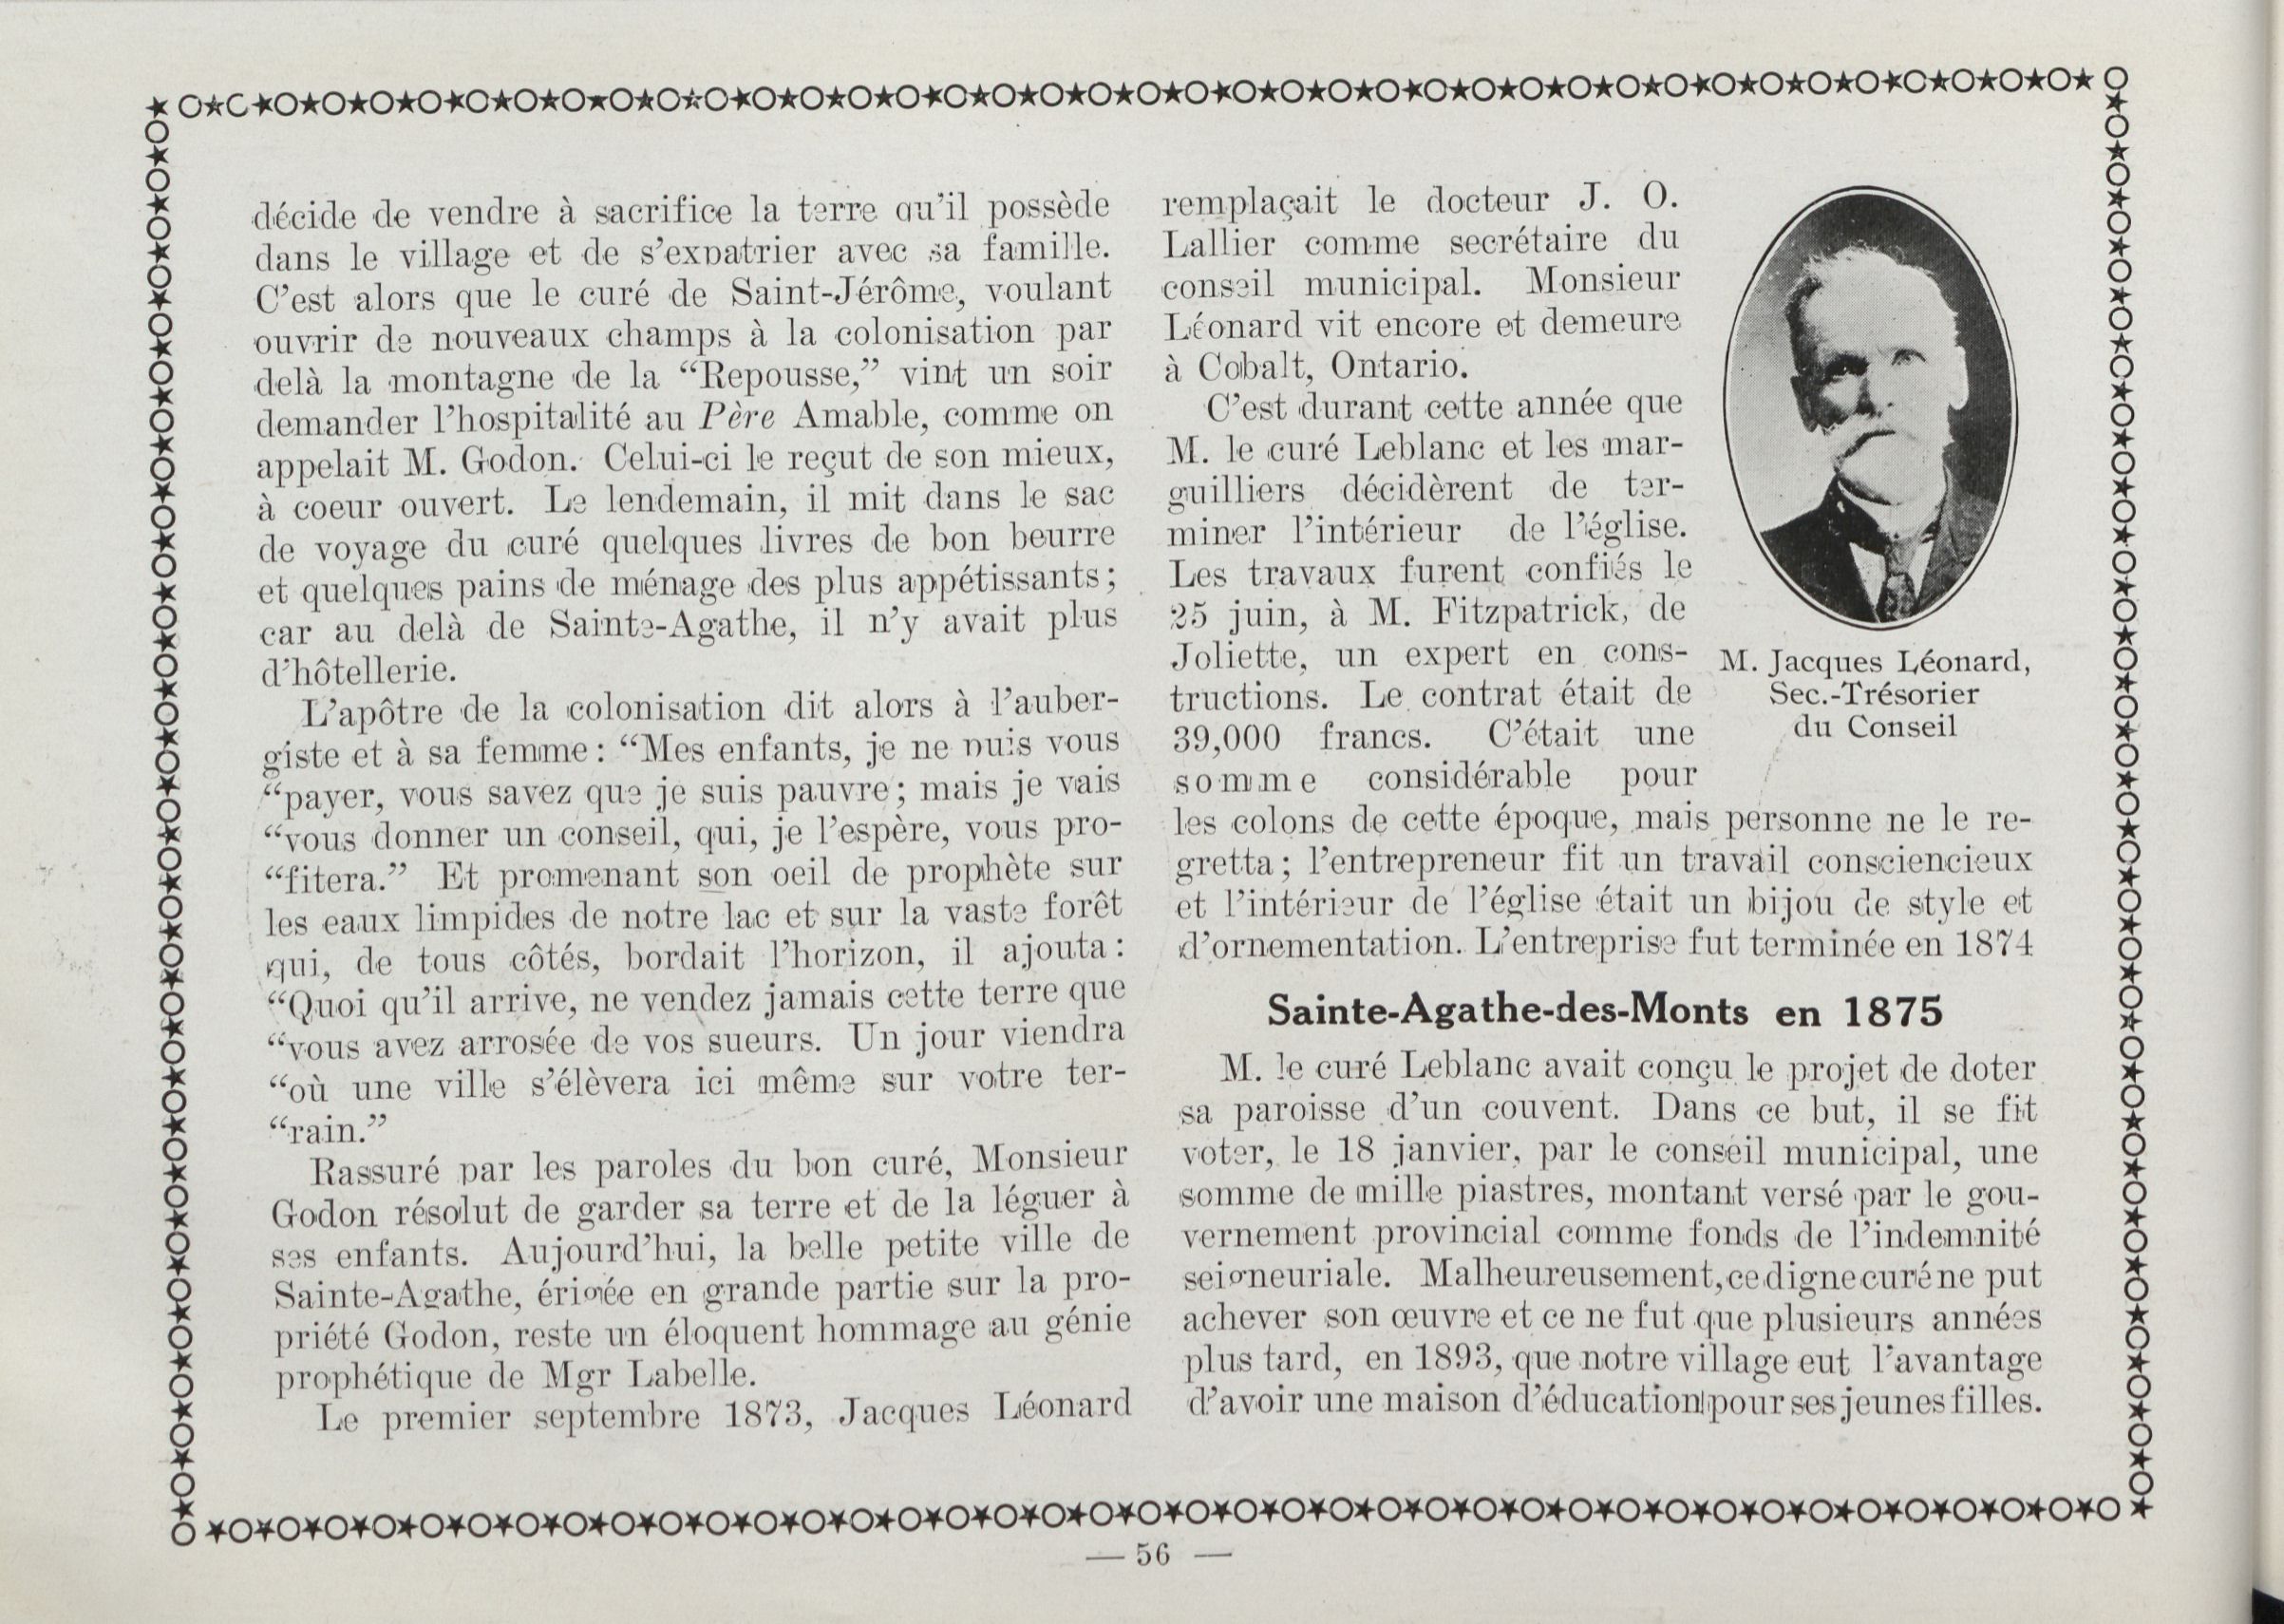 décide de vendre à sacrifice la terre qu'il possède
dans le village et de s'expatrier avec sa famille.
C'est alors que le curé de Saint-Jérôme, voulant
ouvrir de nouveaux champs à la colonisation par
delà la montagne de la “Repousse,” vint un soir
demander l'hospitalité au Père Amable, comme on
appelait M. Godon. Celui-ci le reçut de son mieux,
à coeur ouvert. Le lendemain, il mit dans le sac
de voyage du curé quelques livres de bon beurre
et quelques pains de ménage des plus appétissants;
car au delà de Sainte-Agathe, il n'y avait plus
d'hôtellerie.
L'apôtre de la colonisation dit alors à l'auber-
giste et à sa femme: “Mes enfants, je ne puis vous
“payer, vous savez que je suis pauvre; mais je vais
“vous donner un conseil, qui, je l'espère, vous pro-
“fitera.” Et promenant son oeil de prophète sur
les eaux limpides de notre lac et sur la vaste forêt
qui, de tous côtés, bordait l'horizon, il ajouta:
“Quoi qu'il arrive, ne vendez jamais cette terre que
“vous avez arrosée de vos sueurs. Un jour viendra
“où une ville s'élèvera ici même sur votre ter-
“rain.”
Rassuré par les paroles du bon curé, Monsieur
Godon résolut de garder sa terre et de la léguer à
ses enfants. Aujourd'hui, la belle petite ville de
Sainte-Agathe, érigée en grande partie sur la pro-
priété Godon, reste un éloquent hommage au génie
prophétique de Mgr Labelle.
Le premier septembre 1873, Jacques Léonard
remplaçait le docteur J. O.
Lallier comme secrétaire du
conseil municipal. Monsieur
Léonard vit encore et demeure
à Cobalt, Ontario.
C'est durant cette année que
M. le curé Leblanc et les mar-
guilliers décidèrent de ter-
miner l'intérieur de l'église.
Les travaux furent confiés le
25 juin, à M. Fitzpatrick, de
Joliette, un expert en cons-
tructions. Le contrat était de
39,000 francs. C'était une
somme considérable pour
les colons de cette époque, mais personne ne le re-
gretta; l'entrepreneur fit un travail consciencieux
et l'intérieur de l'église était un bijou de style et
d'ornementation. L'entreprise fut terminée en 1874
M. Jacques Léonard,
Sec.-Trésorier
du Conseil
Sainte-Agathe-des-Monts en 1875
M. le curé Leblanc avait conçu le projet de doter
sa paroisse d'un couvent. Dans ce but, il se fit
voter, le 18 janvier, par le conseil municipal, une
somme de mille piastres, montant versé par le gou-
vernement provincial comme fonds de l'indemnité
seigneuriale. Malheureusement, ce digne curé ne put
achever son œuvre et ce ne fut que plusieurs années
plus tard, en 1893, que notre village eut l'avantage
d'avoir une maison d'éducation pour ses jeunes filles.
— 56 —